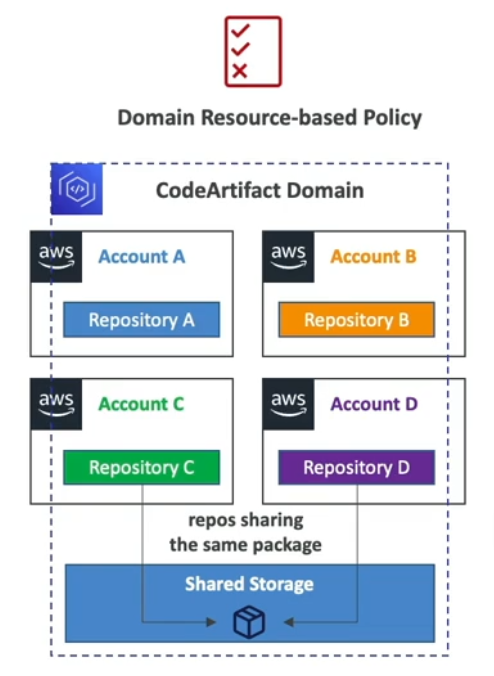 Domain Resource-based Policy
CodeArtifact Domain
aws
Account A
Repository A
aws
Account B
Repository B
aws
Account C
Repository C
aws
Account D
Repository D
repos sharing
the same package
Shared Storage